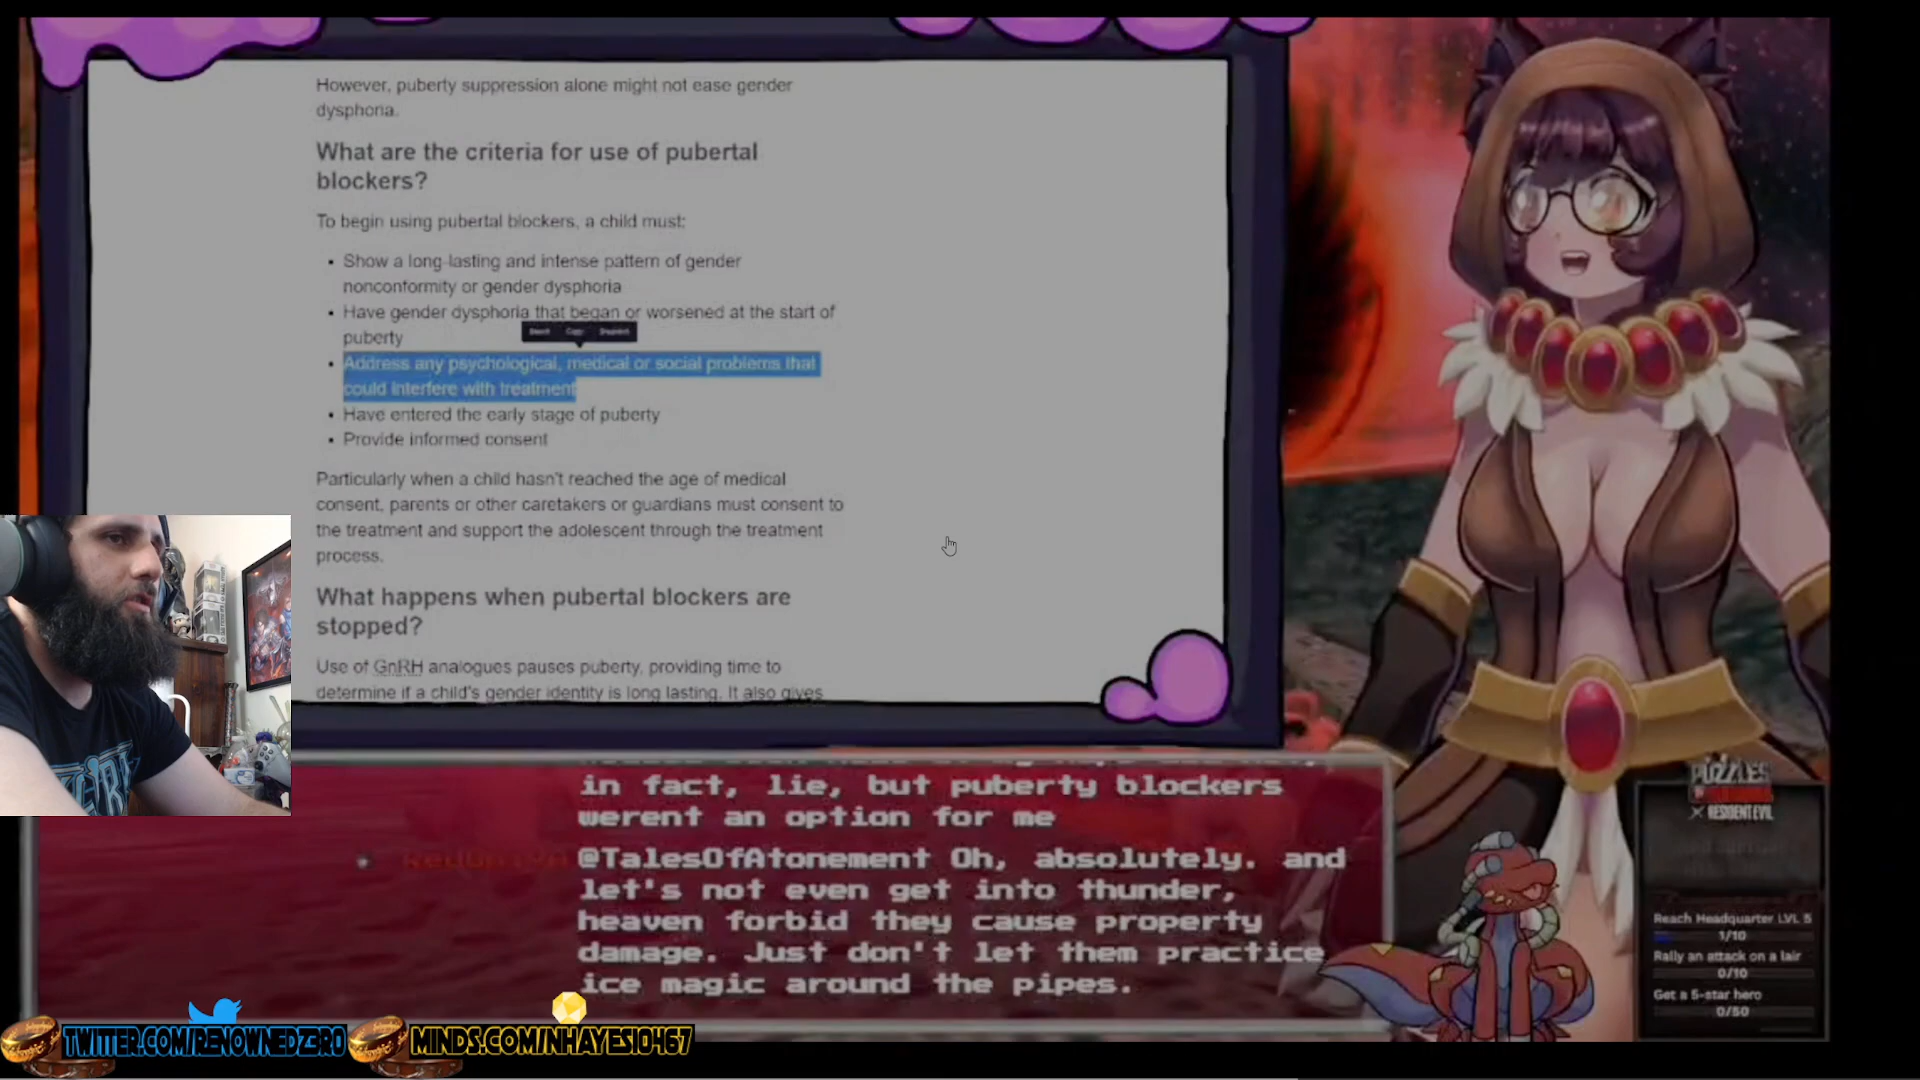 However, puberty suppression alone might not ease gender
dysphoria.
What are the criteria for use of pubertal
blockers?
To begin using pubertal blockers, a child must:
• Show a long-lasting and intense pattern of gender
nonconformity or gender dysphoria
• Have gender dysphoria that began or worsened at the start of
puberty
Copy
• Address any psychological, medical or social problems that
could interfere with treatment
• Have entered the early stage of puberty
• Provide informed consent
Particularly when a child hasn't reached the age of medical
consent, parents or other caretakers or guardians must consent to
the treatment and support the adolescent through the treatment
process.
What happens when pubertal blockers are
stopped?
Use of GnRH analogues pauses puberty, providing time to
determine if a child's gender identity is long lasting. It also gives
in fact, lie, but puberty blockers
werent an option for me
@TalesOfAtonement Oh, absolutely. and
let's not even get into thunder,
heaven forbid they cause property
damage. Just don't let them practice
ice magic around the pipes.
PUZZLES
RESIDENT EVIL
Reach Headquarter LVL 5
1/10
Rally an attack on a lair
0/10
Get a 5-star hero
0/50
TWITTER.COM/RENOWNEDZ3R0
MINDS.COM/NHAYES10467